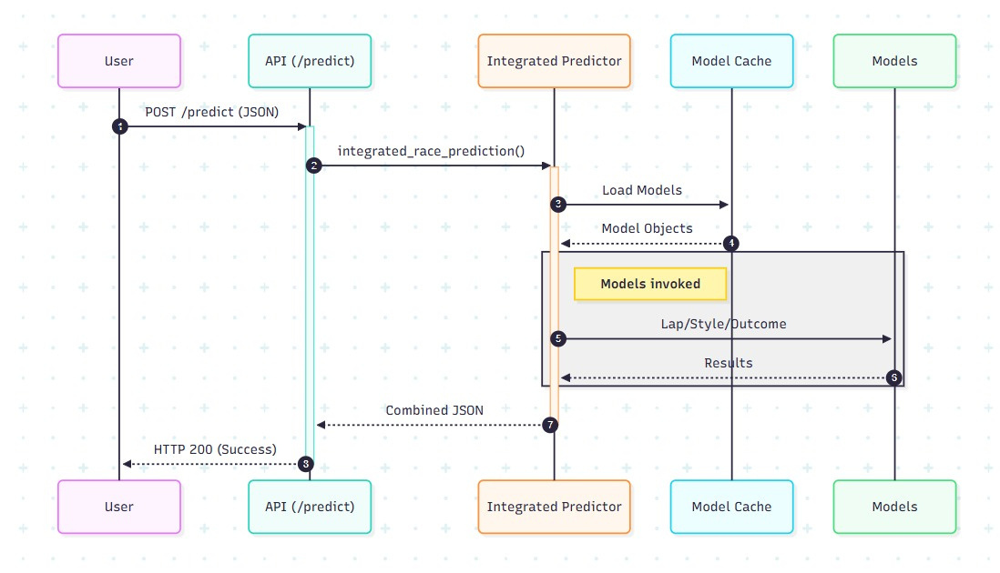 User
API (/predict)
Integrated Predictor
Model Cache
Models
POST /predict (JSON)
1
integrated_race_prediction()
2
Load Models
3
Model Objects
4
Models invoked
Lap/Style/Outcome
5
Results
6
Combined JSON
7
HTTP 200 (Success)
8
User
API (/predict)
Integrated Predictor
Model Cache
Models